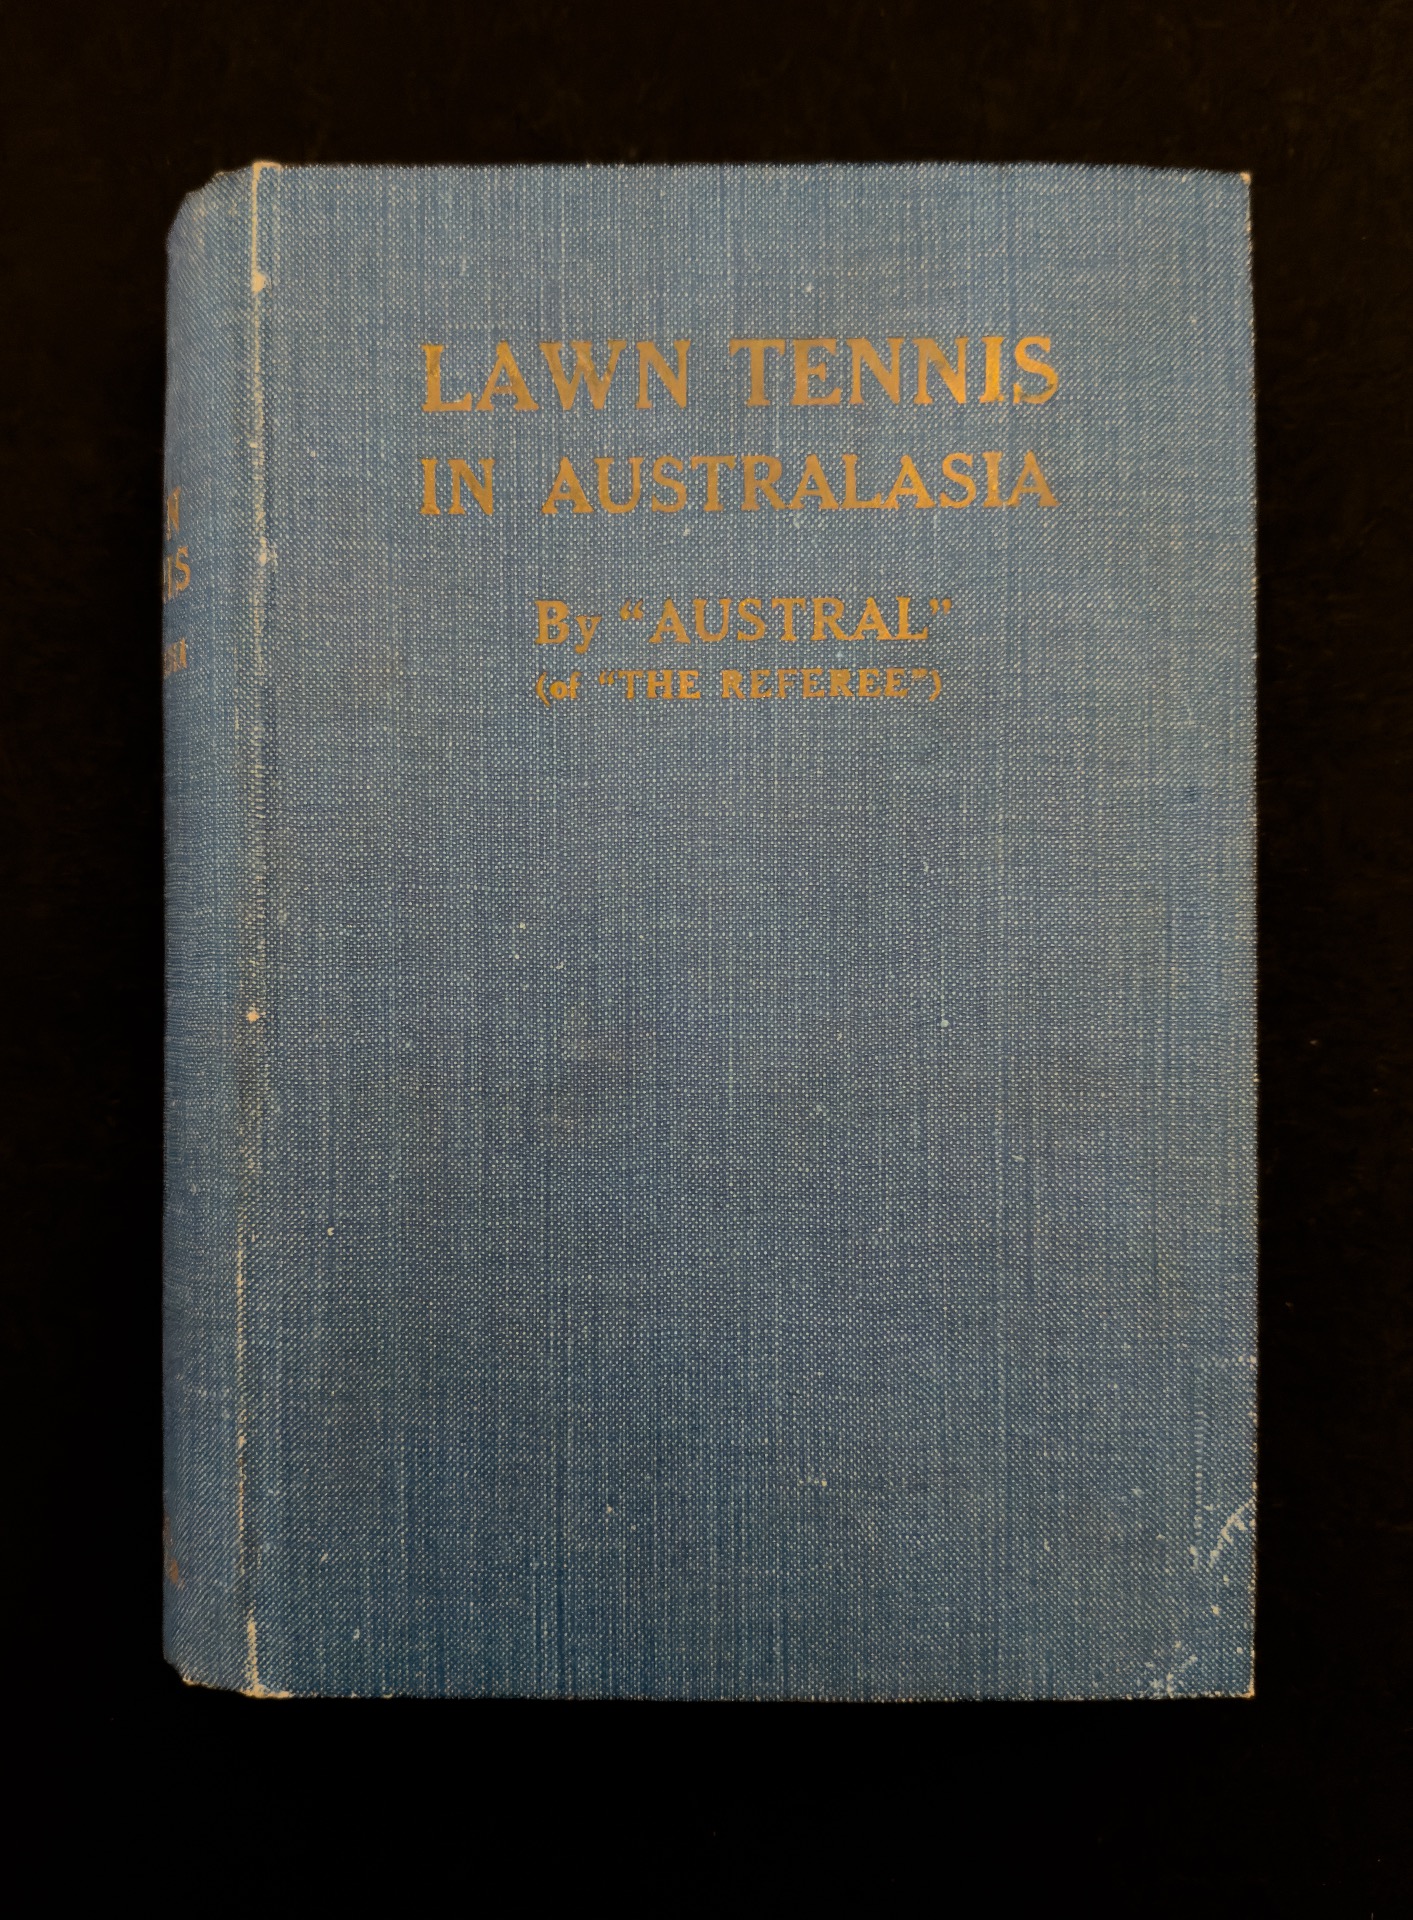 LAWN TENNIS
IN AUSTRALASIA
By "AUSTRAL"
(of "THE REFEREE")